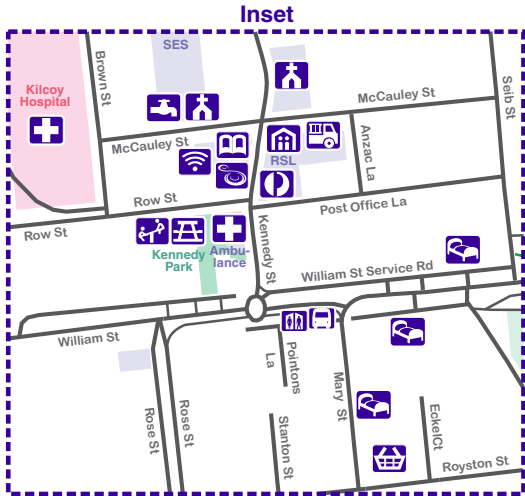 Inset
SES
Kilcoy
Hospital
Brown St
Seib St
McCauley St
McCauley St
RSL
Anzac La
Row St
Post Office La
Row St
Kennedy St
Kennedy
Park
Ambu-
lance
William St Service Rd
William St
La
Pointons
Mary St
Rose St
Rose St
Stanton St
EckelCt
Royston St